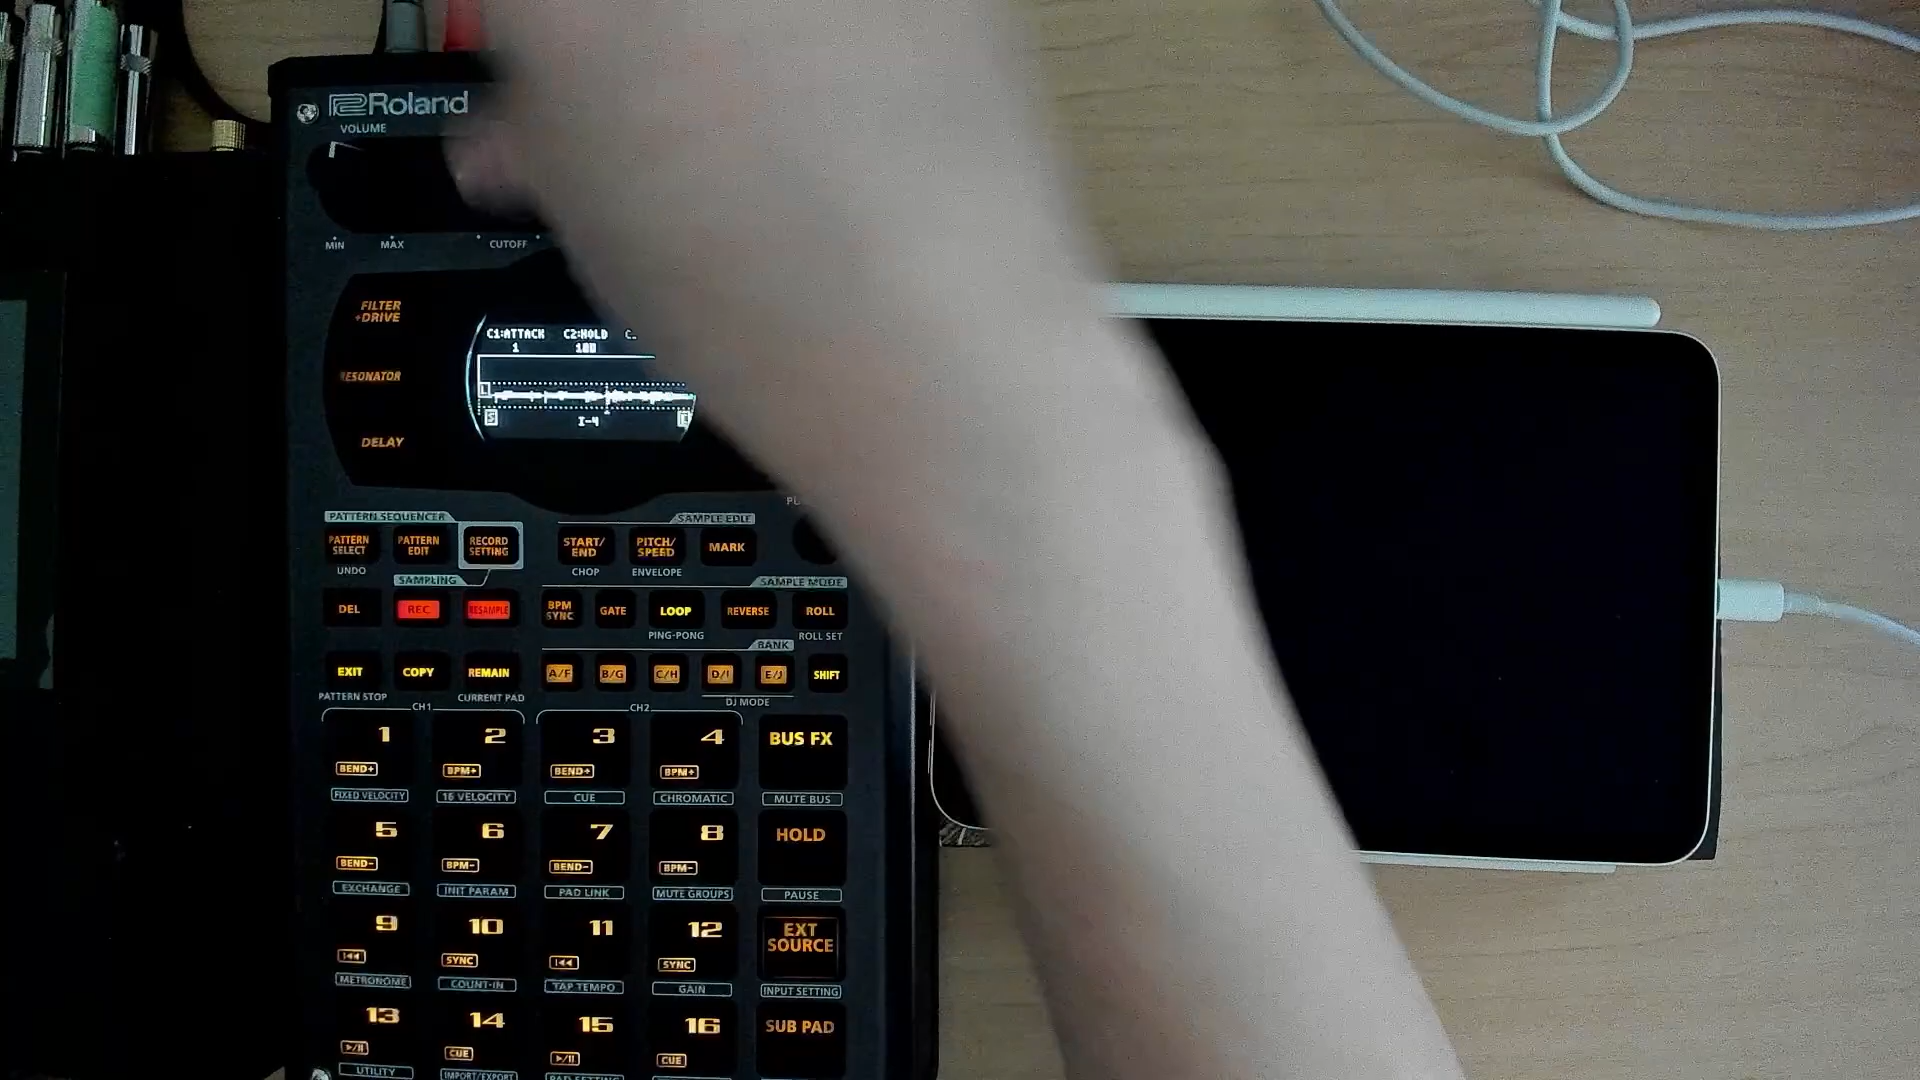 Roland
VOLUME
MIN MAX CUTOFF
FILTER
+DRIVE
RESONATOR
DELAY
C1:ATTACK C2:HOLD
1 100
L
S I-4
PATTERN SEQUENCER
PATTERN SELECT
PATTERN EDIT
RECORD SETTING
START/END
PITCH/SPEED
MARK
UNDO CHOP ENVELOPE
SAMPLING SAMPLE MODE
DEL REC RESAMPLE BPM SYNC GATE LOOP REVERSE ROLL
PING-PONG ROLL SET
BANK
EXIT COPY REMAIN A/F B/G C/H D/I E/J SHIFT
PATTERN STOP CURRENT PAD DJ MODE
CH1 CH2
1 2 3 4 BUS FX
BEND+ BPM+ BEND+ BPM+
FIXED VELOCITY 16 VELOCITY CUE CHROMATIC MUTE BUS
5 6 7 8 HOLD
BEND- BPM- BEND- BPM-
EXCHANGE INIT PARAM PAD LINK MUTE GROUPS PAUSE
9 10 11 12 EXT SOURCE
SYNC SYNC
METRONOME COUNT-IN TAP TEMPO GAIN INPUT SETTING
13 14 15 16 SUB PAD
CUE CUE
UTILITY IMPORT/EXPORT PAD SETTING